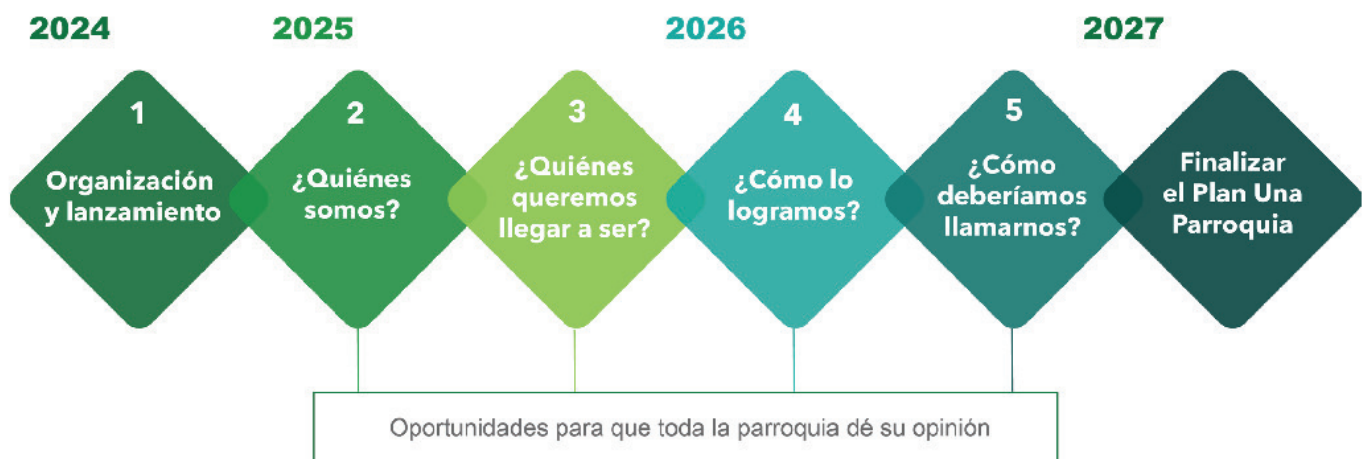 2024
2025
2026
2027
1
Organización
y lanzamiento
2
¿Quiénes
somos?
3
¿Quiénes
queremos
llegar a ser?
4
¿Cómo lo
logramos?
5
¿Cómo
deberíamos
llamarnos?
Finalizar
el Plan Una
Parroquia
Oportunidades para que toda la parroquia dé su opinión